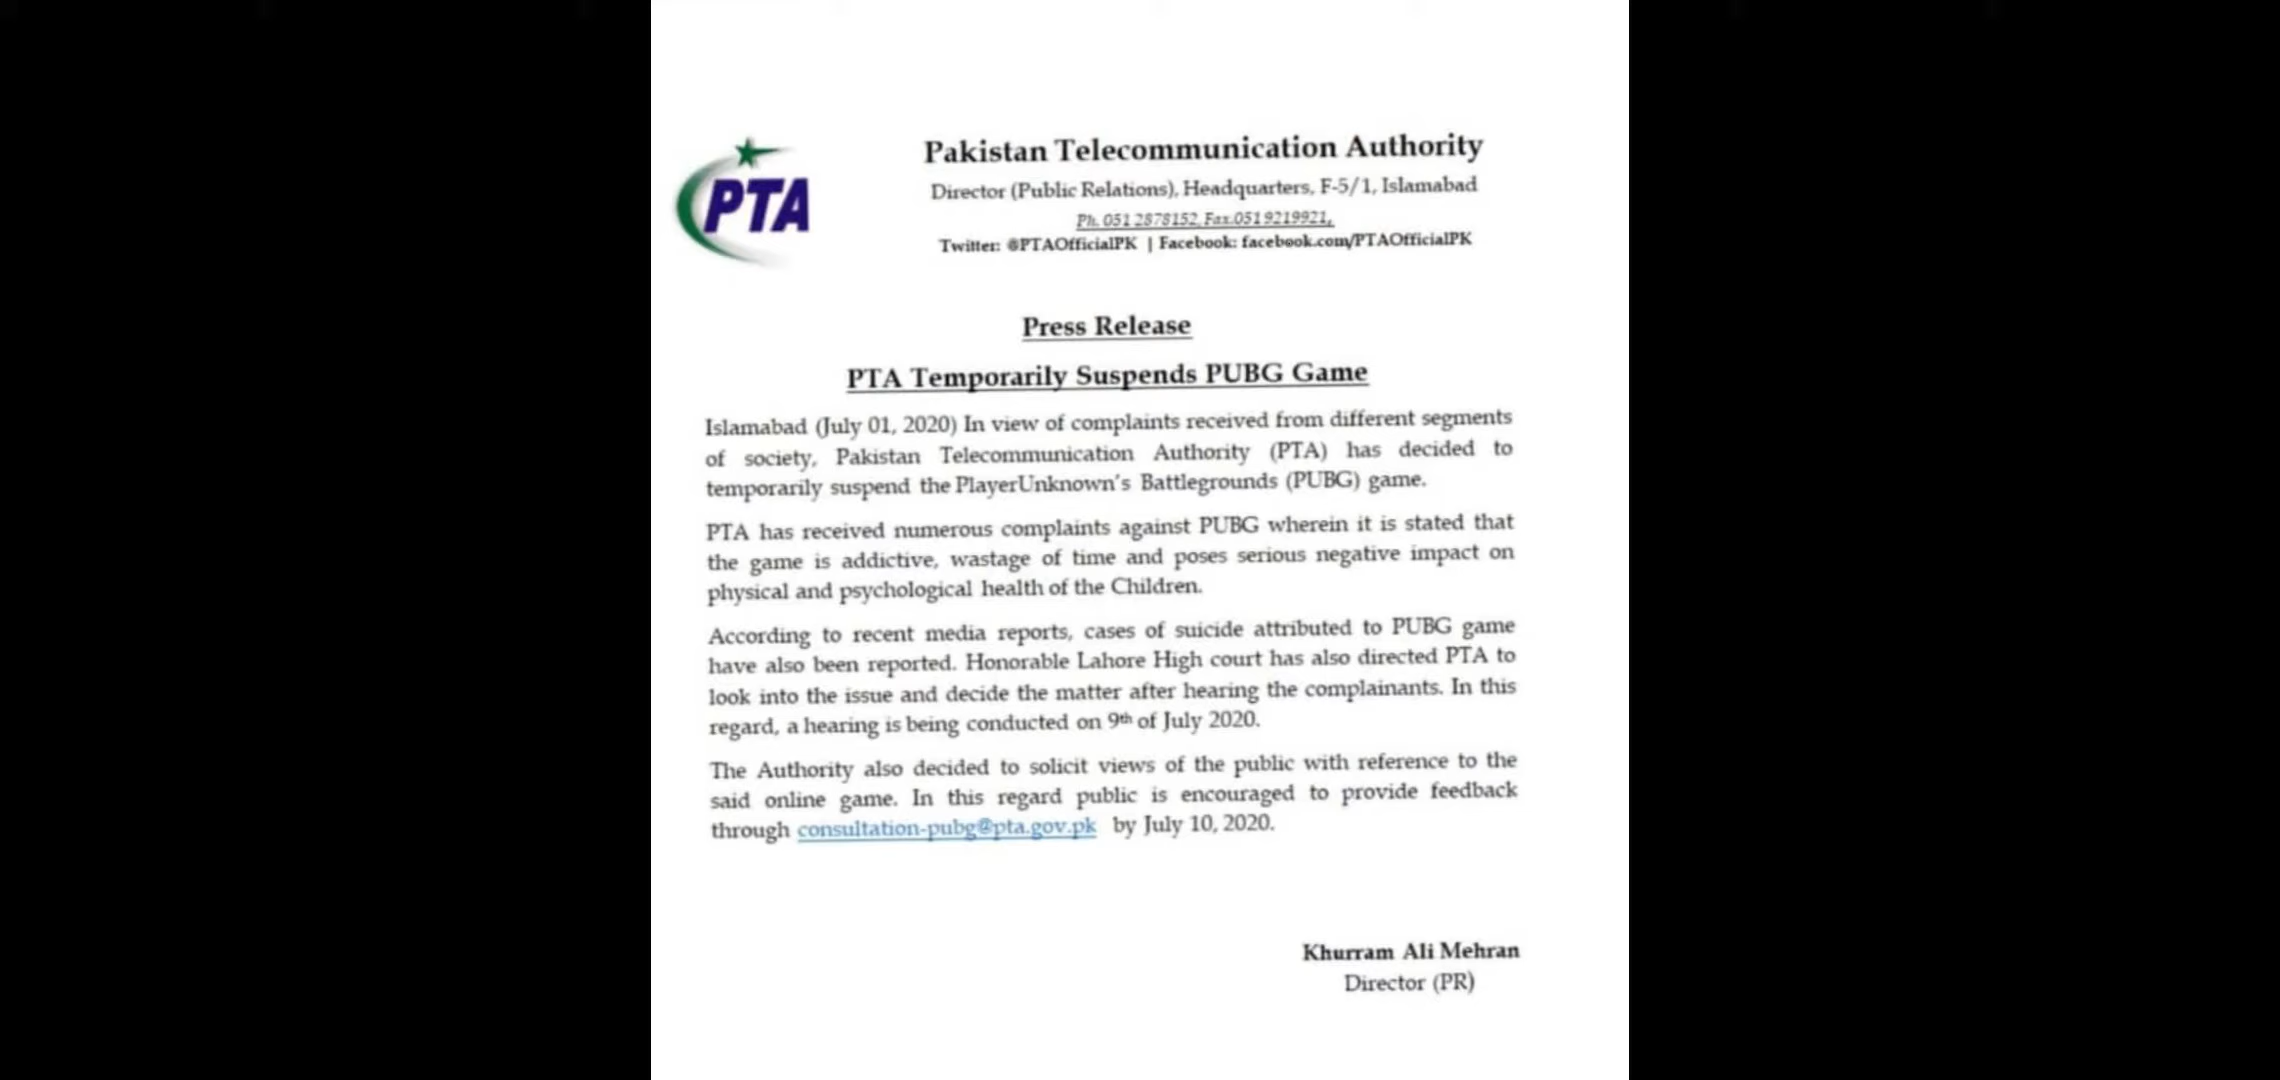 PTA
Pakistan Telecommunication Authority
Director (Public Relations), Headquarters, F-5/1, Islamabad
Ph. 051 2878152, Fax.051 9219921,
Twitter: @PTAOfficialPK | Facebook: facebook.com/PTAOfficialPK
Press Release
PTA Temporarily Suspends PUBG Game
Islamabad (July 01, 2020) In view of complaints received from different segments
of society, Pakistan Telecommunication Authority (PTA) has decided to
temporarily suspend the PlayerUnknown's Battlegrounds (PUBG) game.
PTA has received numerous complaints against PUBG wherein it is stated that
the game is addictive, wastage of time and poses serious negative impact on
physical and psychological health of the Children.
According to recent media reports, cases of suicide attributed to PUBG game
have also been reported. Honorable Lahore High court has also directed PTA to
look into the issue and decide the matter after hearing the complainants. In this
regard, a hearing is being conducted on 9th of July 2020.
The Authority also decided to solicit views of the public with reference to the
said online game. In this regard public is encouraged to provide feedback
through consultation-pubg@pta.gov.pk by July 10, 2020.
Khurram Ali Mehran
Director (PR)